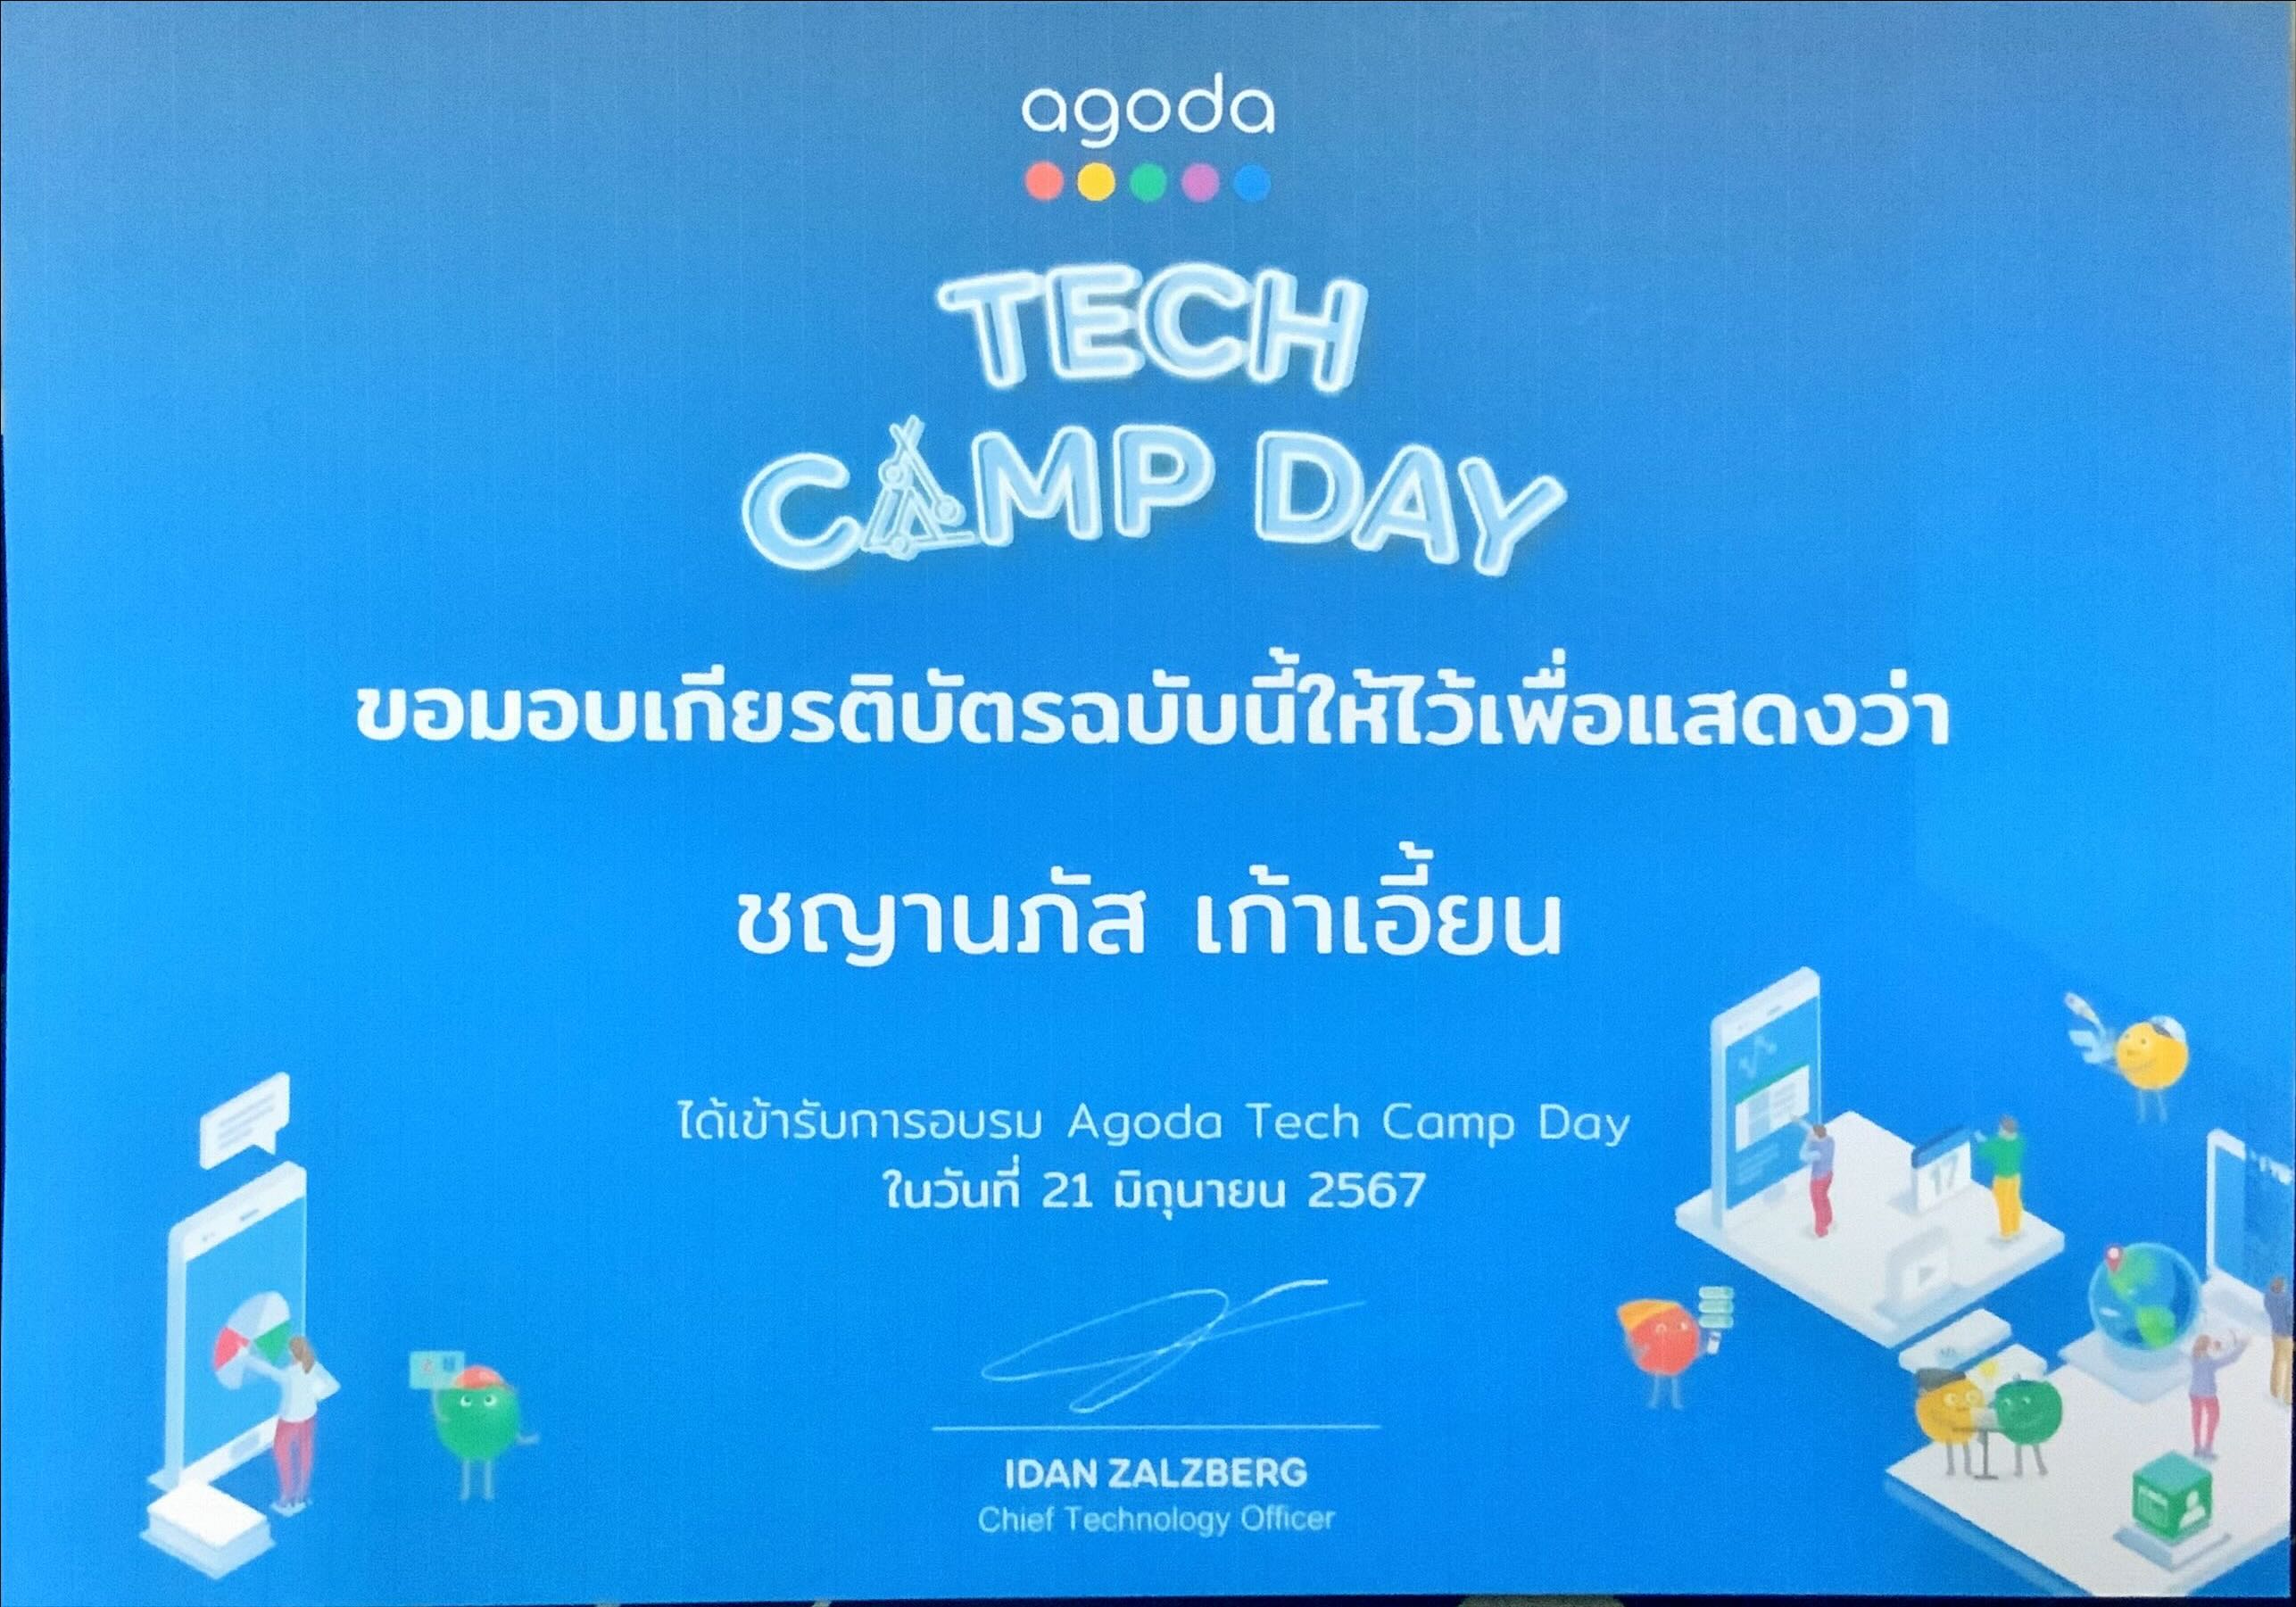 agoda
TECH
CAMP DAY
ขอมอบเกียรติบัตรฉบับนี้ให้ไว้เพื่อแสดงว่า
ชญานภัส เก้าเอี้ยน
ได้เข้ารับการอบรม Agoda Tech Camp Day
ในวันที่ 21 มิถุนายน 2567
17
IDAN ZALZBERG
Chief Technology Officer